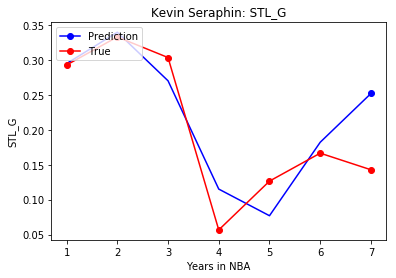 Kevin Seraphin: STL_G
Prediction
True
0.35
0.30
0.25
0.20
0.15
0.10
0.05
STL_G
1 2 3 4 5 6 7
Years in NBA